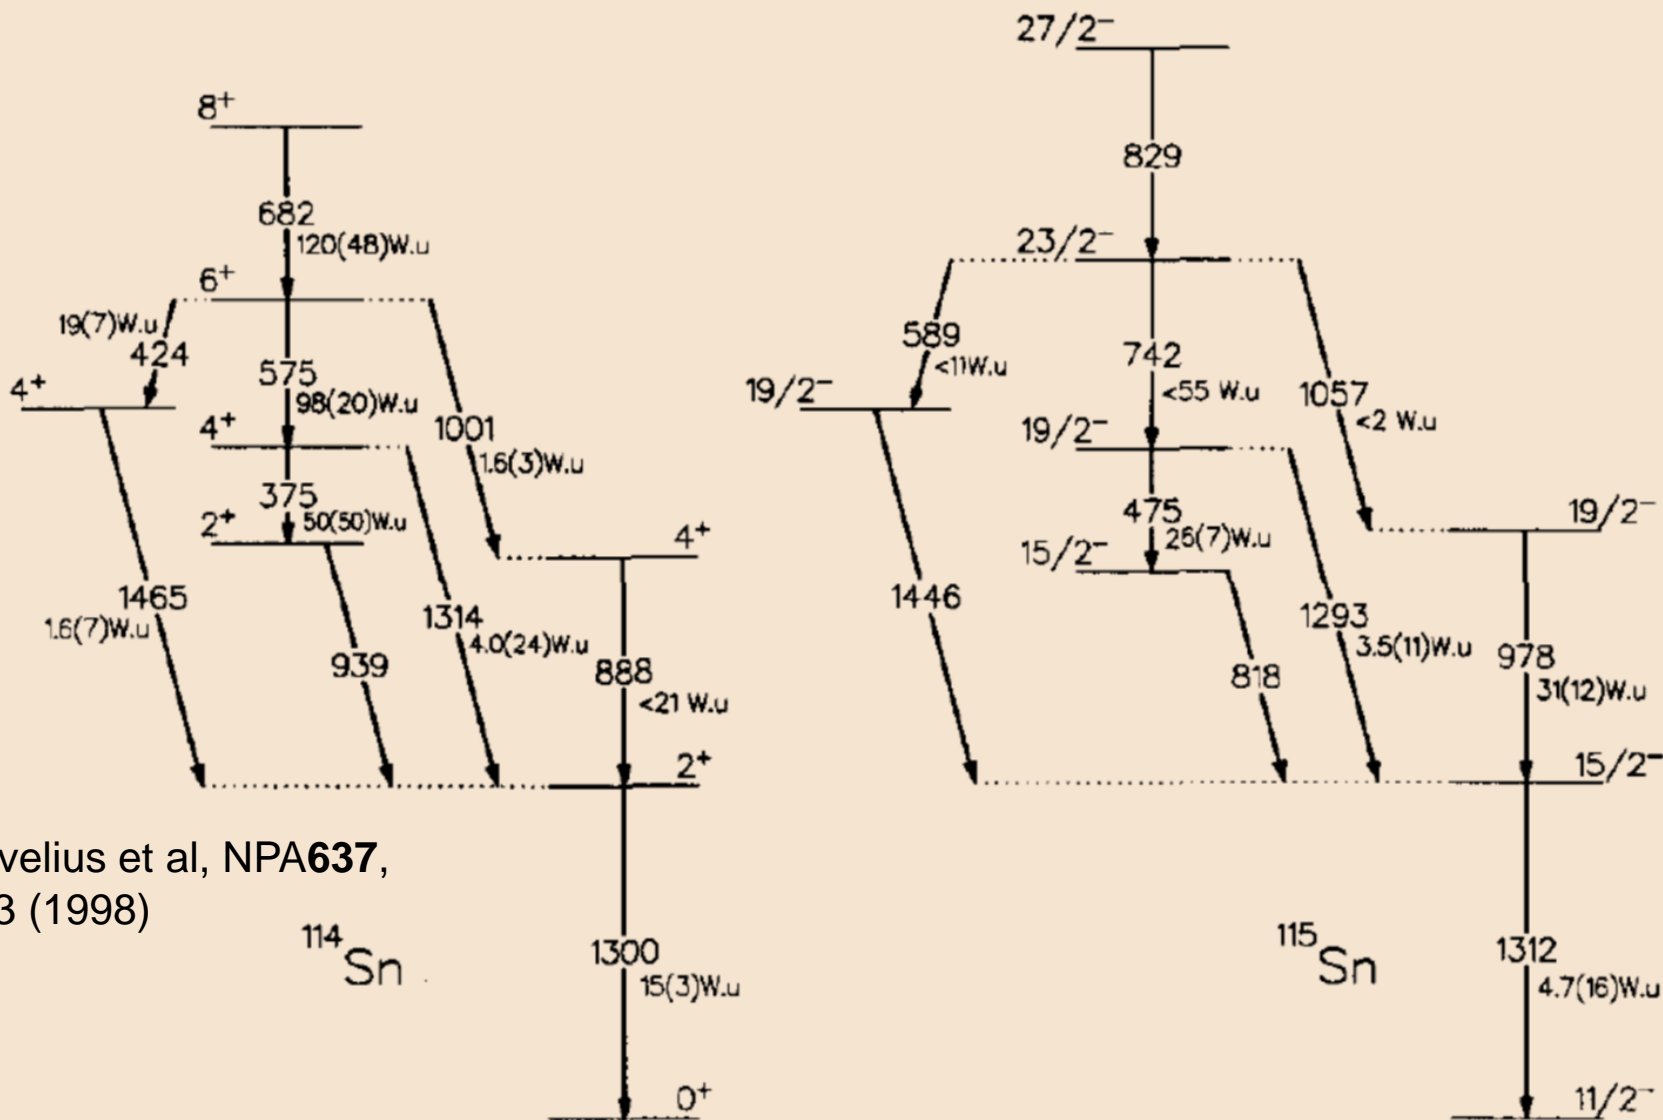 27/2⁻
829
23/2⁻
589
<11W.u
742
<55 W.u
1057
<2 W.u
19/2⁻
19/2⁻
475
26(7)W.u
15/2⁻
19/2⁻
1446
818
1293
3.5(11)W.u
978
31(12)W.u
15/2⁻
1312
4.7(16)W.u
11/2⁻
¹¹⁵Sn
8⁺
682
120(48)W.u
6⁺
19(7)W.u
424
575
98(20)W.u
1001
1.6(3)W.u
4⁺
4⁺
375
50(50)W.u
2⁺
4⁺
1465
1.6(7)W.u
939
1314
4.0(24)W.u
888
<21 W.u
2⁺
1300
15(3)W.u
0⁺
¹¹⁴Sn
velius et al, NPA637,
3 (1998)